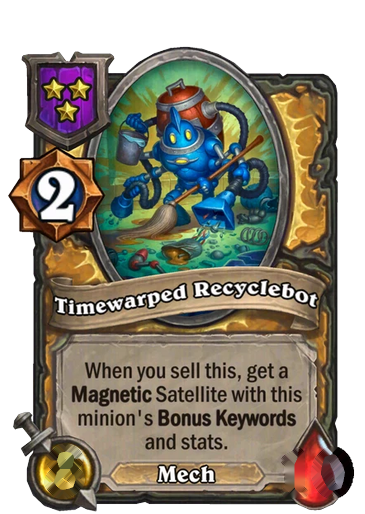 2
Timewarped Recyclebot
When you sell this, get a
Magnetic Satellite with this
minion's Bonus Keywords
and stats.
Mech